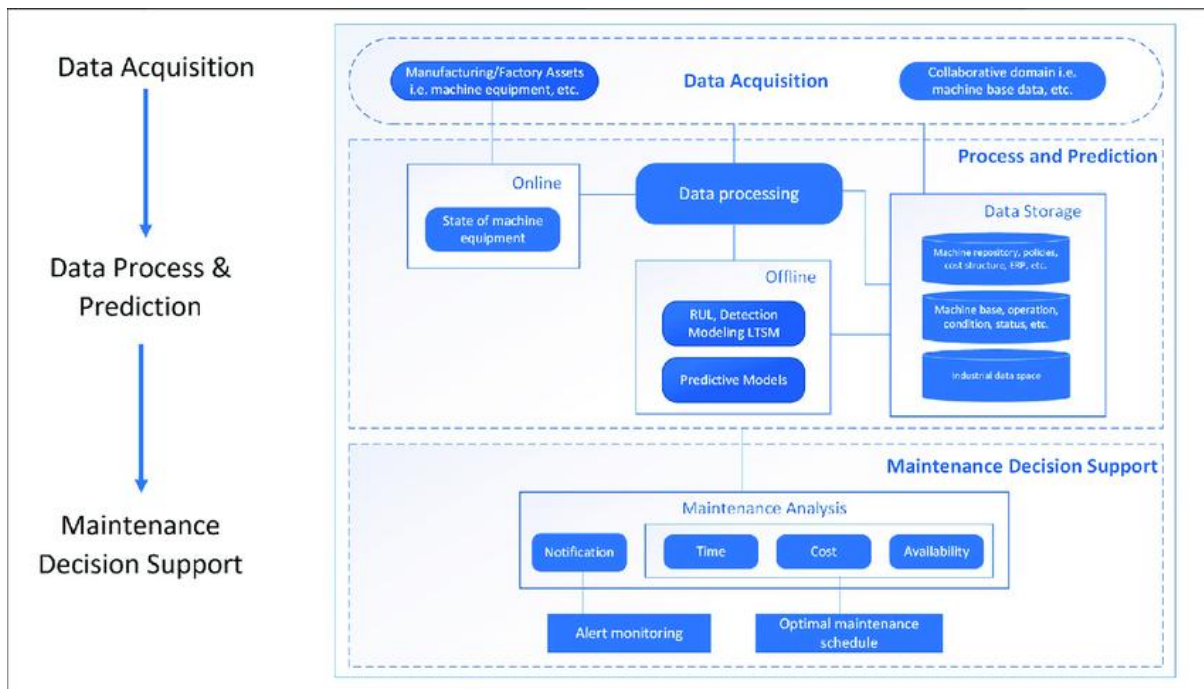 Data Acquisition
Data Process &
Prediction
Maintenance
Decision Support
Manufacturing/Factory Assets
i.e. machine equipment, etc.
Data Acquisition
Collaborative domain i.e.
machine base data, etc.
Process and Prediction
Online
State of machine
equipment
Data processing
Data Storage
Machine repository, policies,
cost structure, ERP, etc.
Machine base, operation,
condition, status, etc.
Industrial data space
Offline
RUL, Detection
Modeling LTSM
Predictive Models
Maintenance Decision Support
Maintenance Analysis
Notification
Time
Cost
Availability
Alert monitoring
Optimal maintenance
schedule